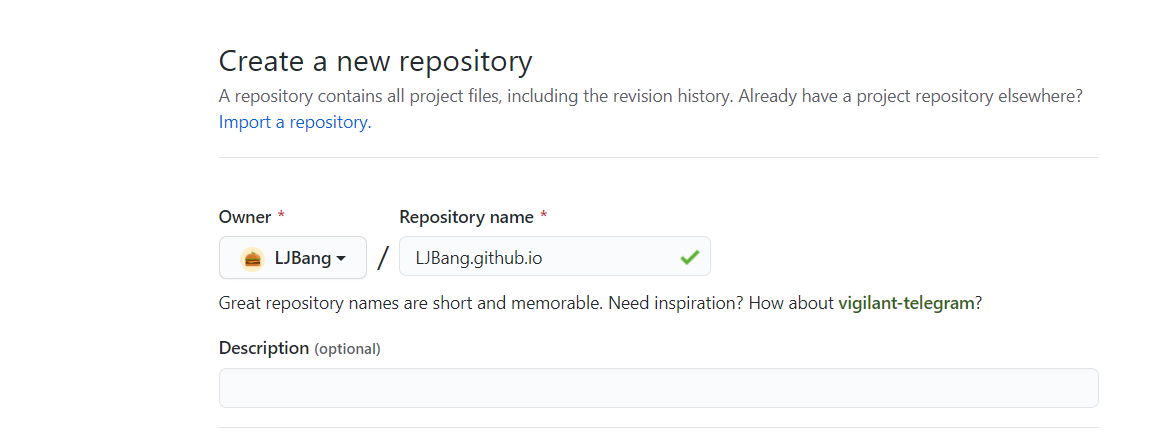 Create a new repository
A repository contains all project files, including the revision history. Already have a project repository elsewhere?
Import a repository.
Owner * Repository name *
LJBang / LJBang.github.io
Great repository names are short and memorable. Need inspiration? How about vigilant-telegram?
Description (optional)